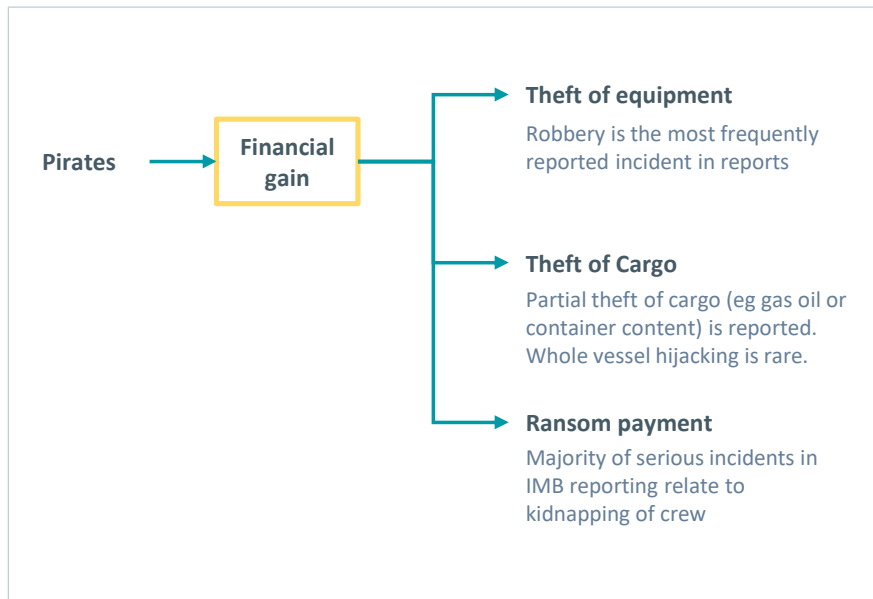 Pirates
Financial
gain
Theft of equipment
Robbery is the most frequently
reported incident in reports
Theft of Cargo
Partial theft of cargo (eg gas oil or
container content) is reported.
Whole vessel hijacking is rare.
Ransom payment
Majority of serious incidents in
IMB reporting relate to
kidnapping of crew